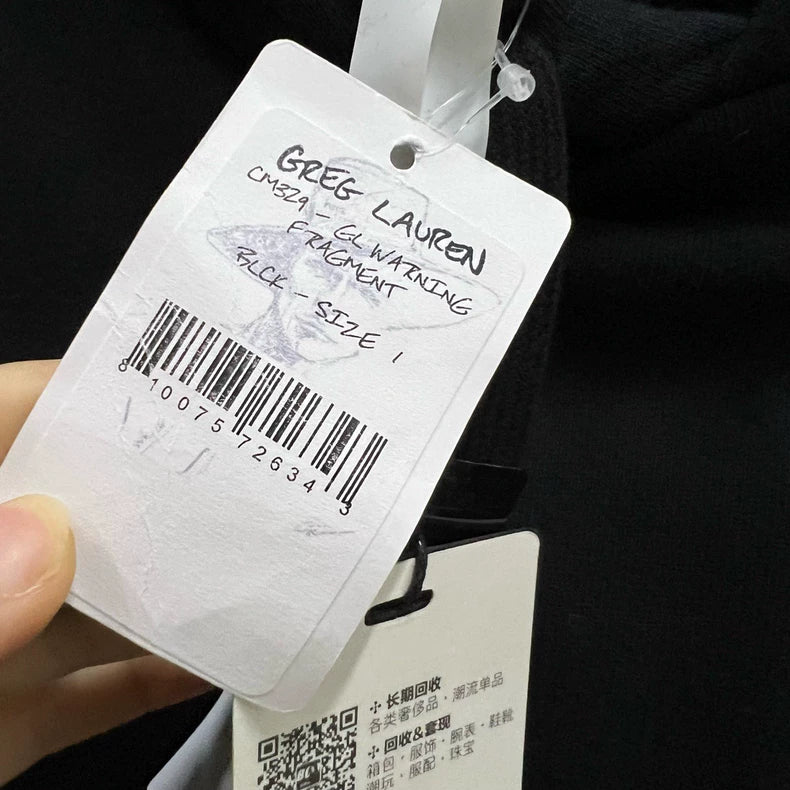 GREG LAUREN
CM329 - GL WARNING
FRAGMENT
BLCK - SIZE 1
8 10075 72634 3
长期回收
各类奢侈品·潮流单品
回收&套现
箱包·服饰·腕表·鞋靴
潮玩·服配·珠宝